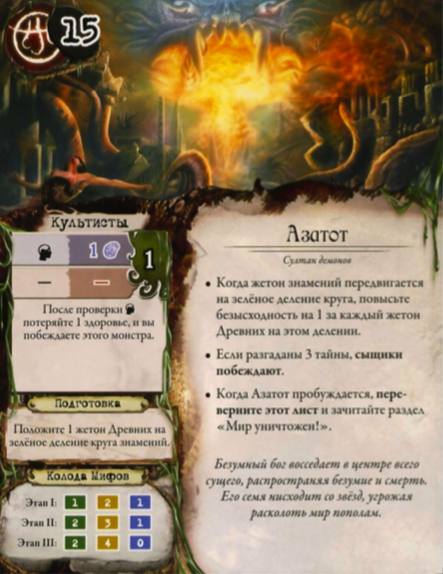 15
Культисты
1
1
—
—
После проверки
потеряйте 1 здоровье, и вы
побеждаете этого монстра.
Подготовка
Положите 1 жетон Древних на
зелёное деление круга знамений.
Колода Мифов
Этап I: 1 2 1
Этап II: 2 3 1
Этап III: 2 4 0
Азатот
Султан демонов
• Когда жетон знамений передвигается
на зелёное деление круга, повысьте
безысходность на 1 за каждый жетон
Древних на этом делении.
• Если разгаданы 3 тайны, сыщики
побеждают.
• Когда Азатот пробуждается, пере-
верните этот лист и зачитайте раздел
«Мир уничтожен!».
Безумный бог восседает в центре всего
сущего, распространяя безумие и смерть.
Его семя нисходит со звёзд, угрожая
расколоть мир пополам.